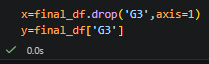 x=final_df.drop('G3',axis=1)
y=final_df['G3']
✓ 0.0s